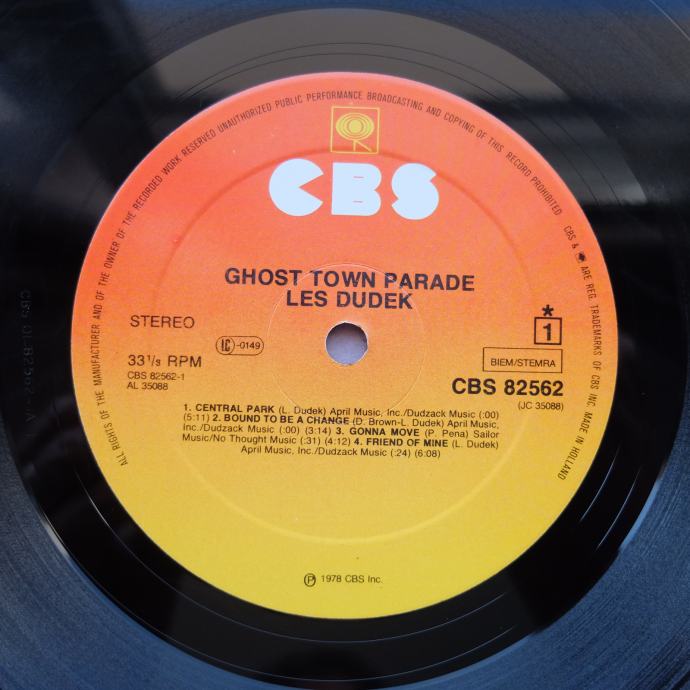 ALL RIGHTS OF THE MANUFACTURER AND OF THE OWNER OF THE RECORDED WORK RESERVED UNAUTHORIZED PUBLIC PERFORMANCE BROADCASTING AND COPYING OF THIS RECORD PROHIBITED
CBS & ARE REG. TRADEMARKS OF CBS INC. MADE IN HOLLAND
CBS
GHOST TOWN PARADE
LES DUDEK
STEREO
LC-0149
*
1
33 1/3 RPM
BIEM/STEMRA
CBS 82562-1
AL 35088
CBS 82562
(JC 35088)
1. CENTRAL PARK (L. Dudek) April Music, Inc./Dudzack Music (:00)
(5:11) 2. BOUND TO BE A CHANGE (D. Brown-L. Dudek) April Music,
Inc./Dudzack Music (:00) (3:14) 3. GONNA MOVE (P. Pena) Sailor
Music/No Thought Music (:31) (4:12) 4. FRIEND OF MINE (L. Dudek)
April Music, Inc./Dudzack Music (:24) (6:08)
Ⓟ 1978 CBS Inc.